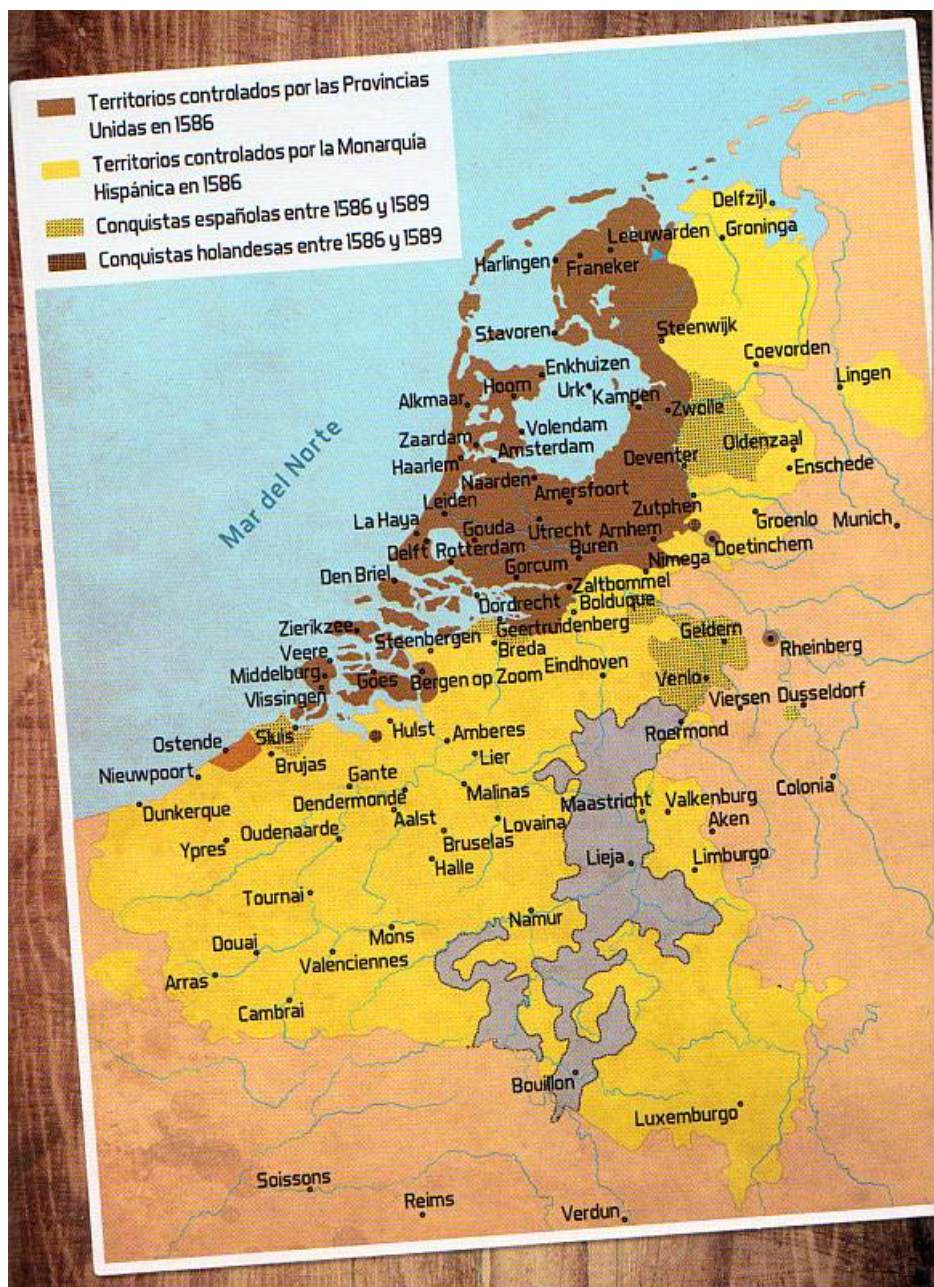 Territorios controlados por las Provincias
Unidas en 1586
Territorios controlados por la Monarquía
Hispánica en 1586
Conquistas españolas entre 1586 y 1589
Conquistas holandesas entre 1586 y 1589
Mar del Norte
Delfzijl
Groninga
Leeuwarden
Harlingen
Franeker
Stavoren
Steenwijk
Coevorden
Lingen
Enkhuizen
Hoorn
Urk
Kampen
Alkmaar
Zwolle
Volendam
Zaardam
Amsterdam
Haarlem
Oldenzaal
Deventer
Enschede
Naarden
Amersfoort
Leiden
Zutphen
La Haya
Gouda
Utrecht
Arnhem
Groenlo
Munich
Delft
Rotterdam
Buren
Doetinchem
Den Briel
Gorcum
Nimega
Zaltbommel
Dordrecht
Bolduque
Zierikzee
Steenbergen
Geertruidenberg
Geldern
Rheinberg
Veere
Breda
Middelburg
Goes
Bergen op Zoom
Eindhoven
Venlo
Vlissingen
Viersen
Dusseldorf
Ostende
Sluis
Hulst
Amberes
Roermond
Nieuwpoort
Brujas
Lier
Gante
Dunkerque
Dendermonde
Malinas
Maastricht
Valkenburg
Colonia
Aalst
Lovaina
Aken
Ypres
Oudenaarde
Bruselas
Halle
Lieja
Limburgo
Tournai
Namur
Douai
Mons
Valenciennes
Arras
Cambrai
Bouillon
Luxemburgo
Soissons
Reims
Verdun